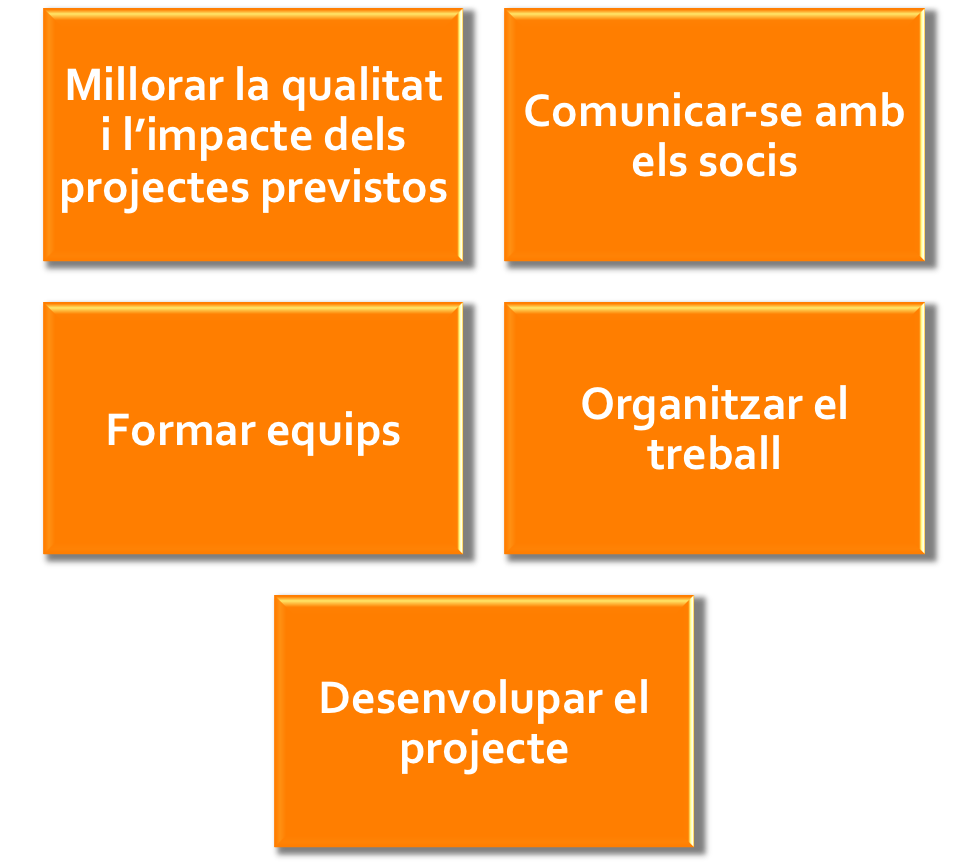 Millorar la qualitat
i l’impacte dels
projectes previstos
Comunicar-se amb
els socis
Formar equips
Organitzar el
treball
Desenvolupar el
projecte